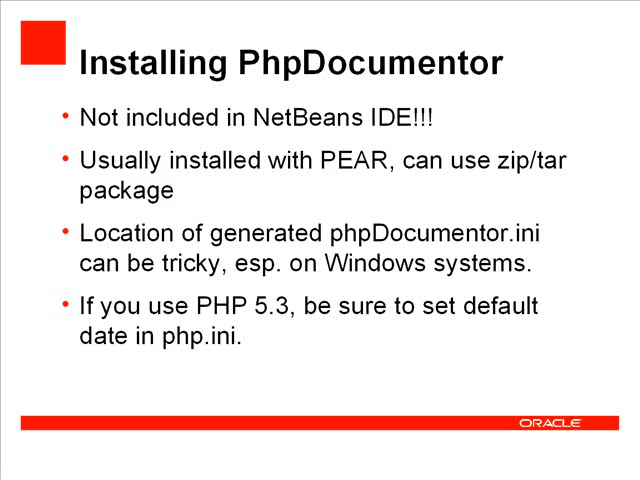 Installing PhpDocumentor
• Not included in NetBeans IDE!!!
• Usually installed with PEAR, can use zip/tar
package
• Location of generated phpDocumentor.ini
can be tricky, esp. on Windows systems.
• If you use PHP 5.3, be sure to set default
date in php.ini.
ORACLE